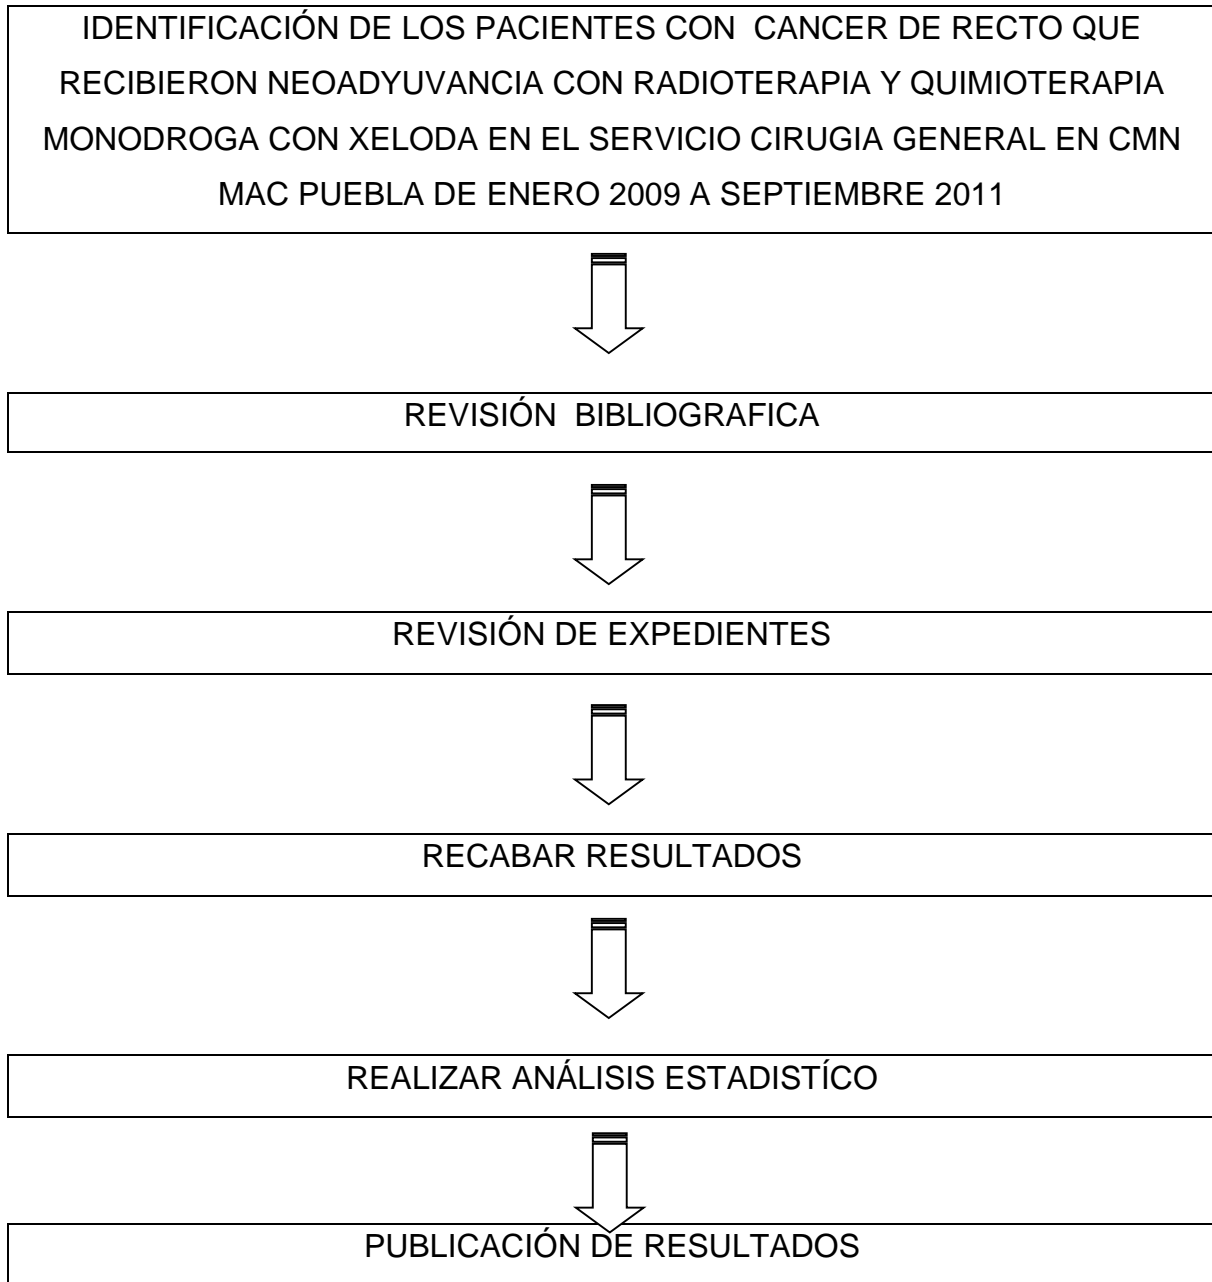 IDENTIFICACIÓN DE LOS PACIENTES CON CANCER DE RECTO QUE
RECIBIERON NEOADYUVANCIA CON RADIOTERAPIA Y QUIMIOTERAPIA
MONODROGA CON XELODA EN EL SERVICIO CIRUGIA GENERAL EN CMN
MAC PUEBLA DE ENERO 2009 A SEPTIEMBRE 2011
REVISIÓN BIBLIOGRAFICA
REVISIÓN DE EXPEDIENTES
RECABAR RESULTADOS
REALIZAR ANÁLISIS ESTADISTÍCO
PUBLICACIÓN DE RESULTADOS